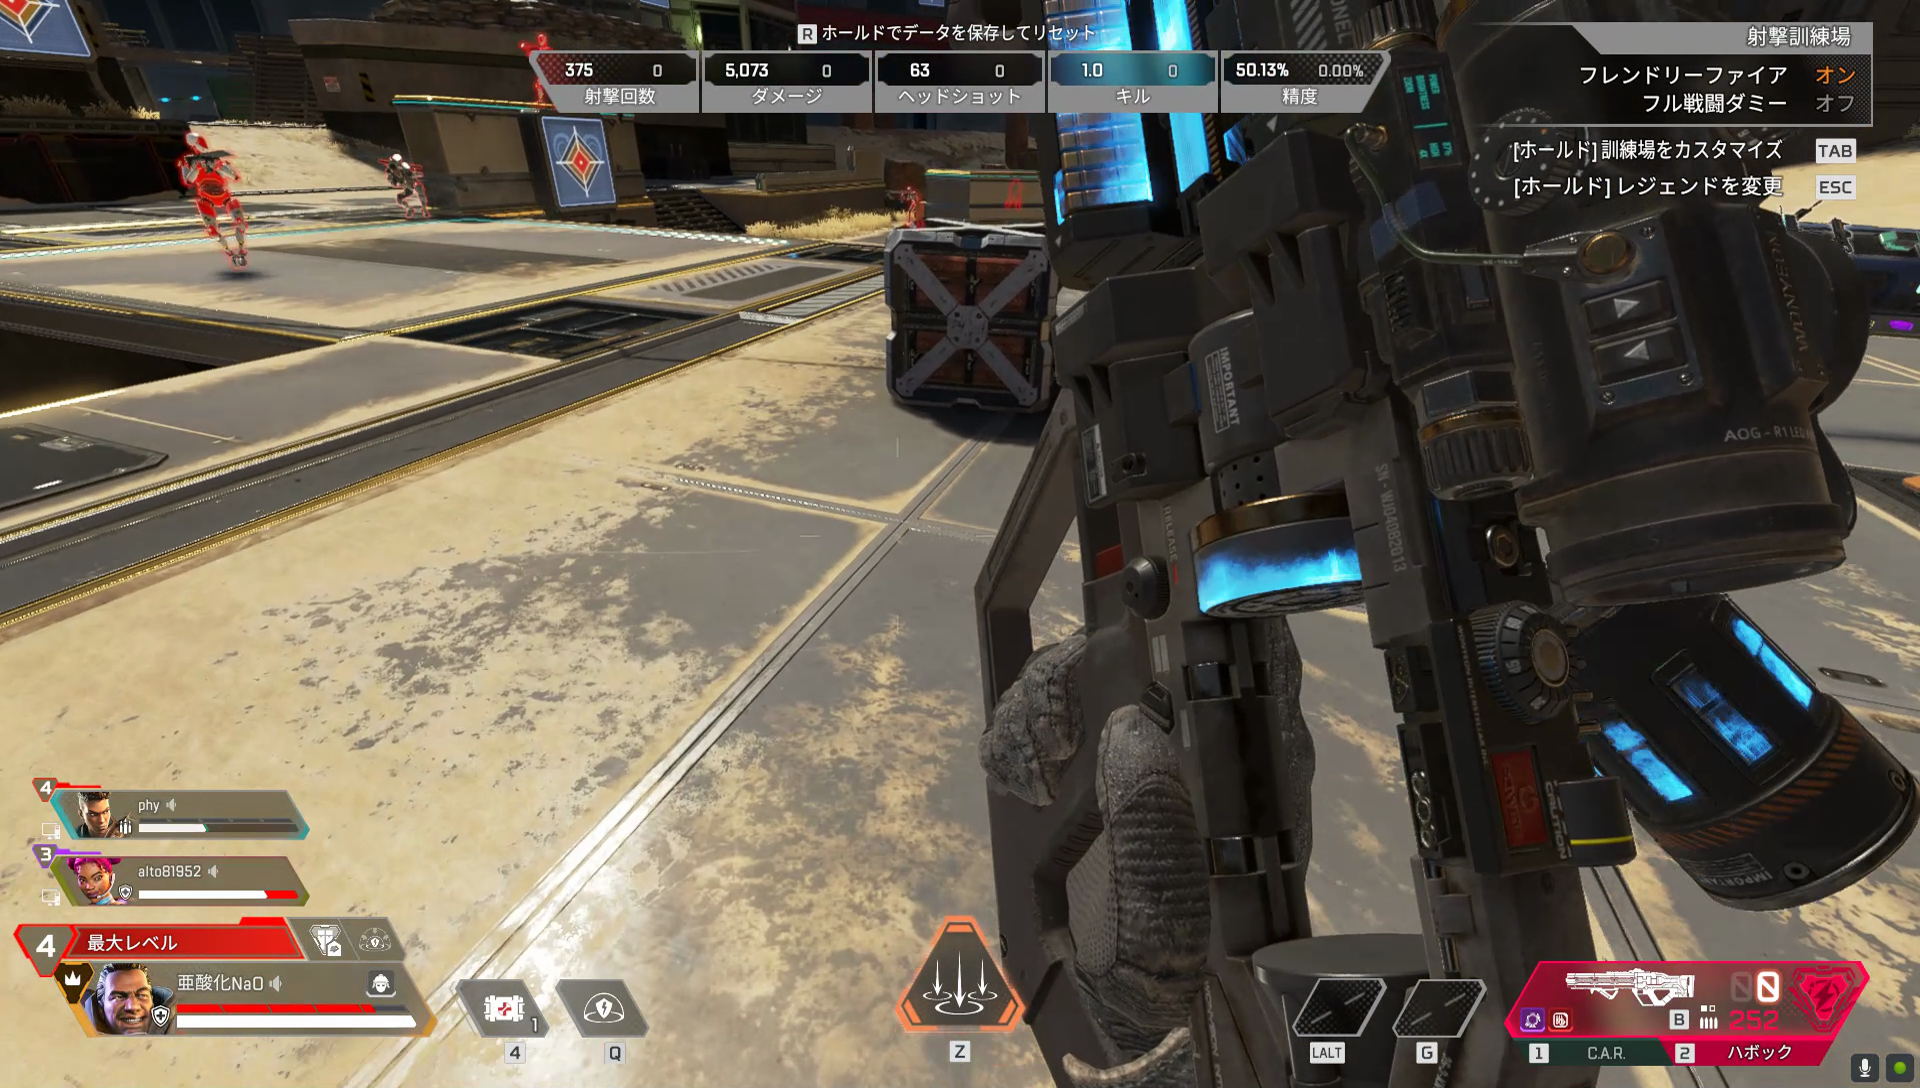 R ホールドでデータを保存してリセット
375 0
射撃回数
5,073 0
ダメージ
63 0
ヘッドショット
1.0 0
キル
50.13% 0.00%
精度
射撃訓練場
フレンドリーファイア オン
フル戦闘ダミー オフ
[ホールド]訓練場をカスタマイズ TAB
[ホールド]レジェンドを変更 ESC
IMPORTANT
RELEASE
CAUTION
4
phy
3
alto81952
4 最大レベル
亜酸化NaO
1
4
Q
Z
LALT
G
00
B
252
1 C.A.R.
2 ハボック